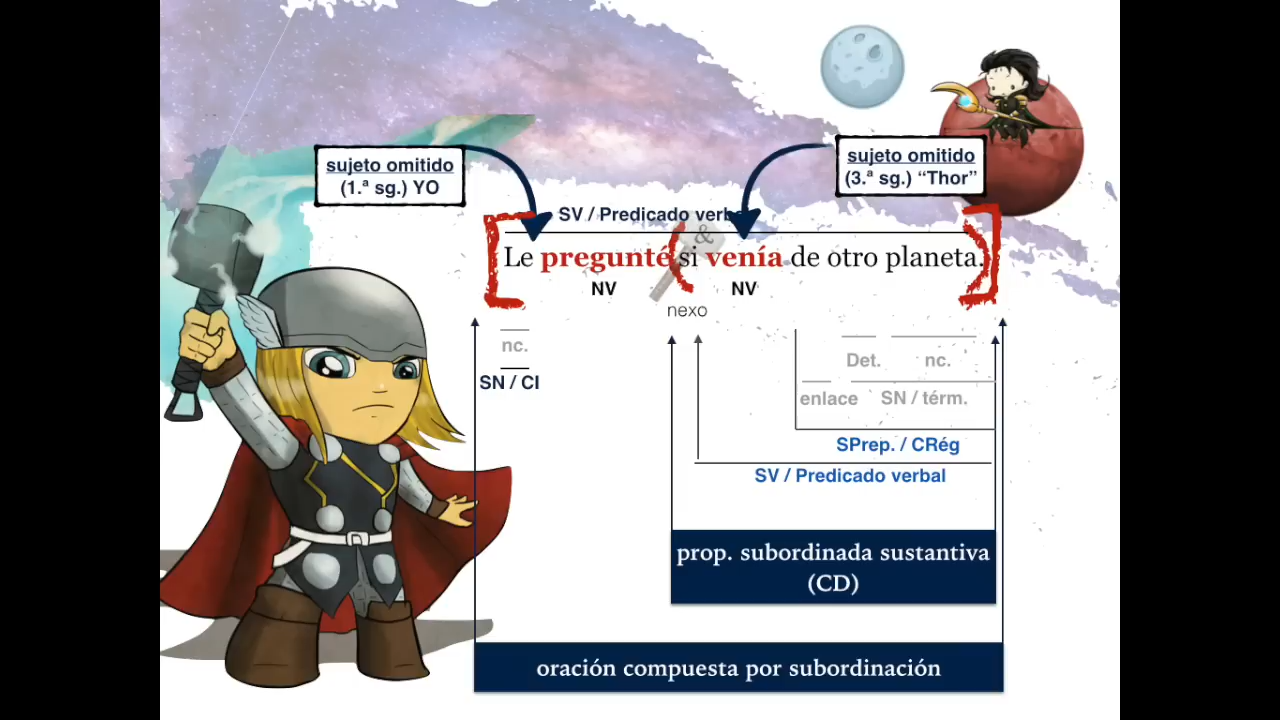 sujeto omitido
(1.ª sg.) YO
sujeto omitido
(3.ª sg.) “Thor”
SV / Predicado verbal
&
Le pregunté si venía de otro planeta.
NV
NV
nexo
nc.
Det.
nc.
SN / CI
enlace
SN / térm.
SPrep. / CRég
SV / Predicado verbal
prop. subordinada sustantiva
(CD)
oración compuesta por subordinación